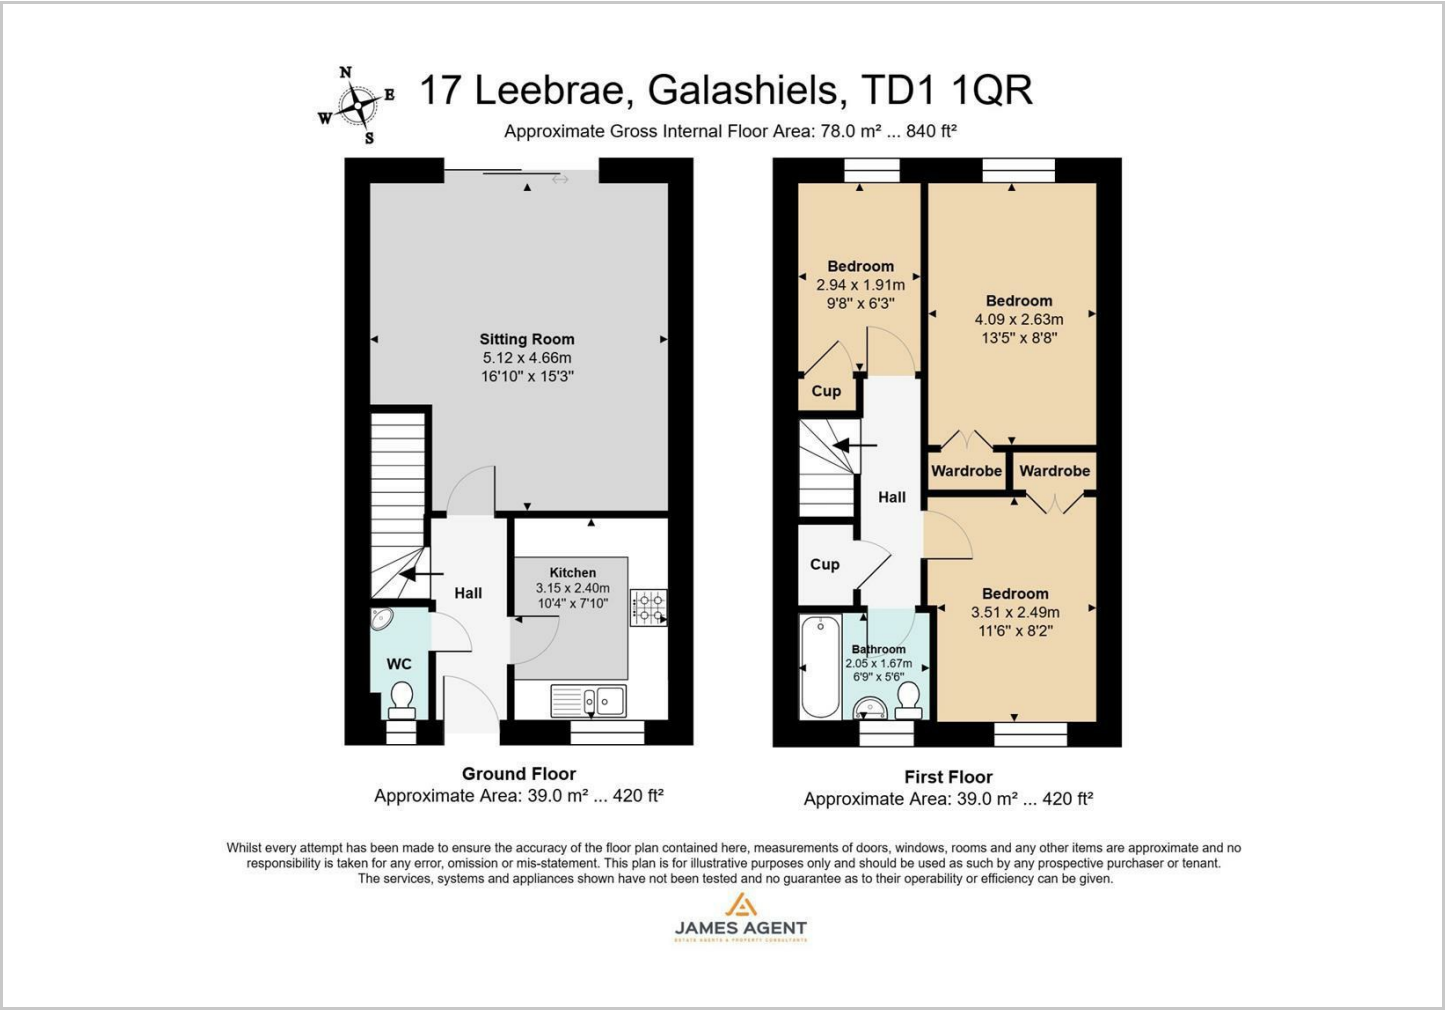 N
E
W
S
17 Leebrae, Galashiels, TD1 1QR
Approximate Gross Internal Floor Area: 78.0 m² ... 840 ft²
Sitting Room
5.12 x 4.66m
16'10" x 15'3"
Hall
Kitchen
3.15 x 2.40m
10'4" x 7'10"
WC
Ground Floor
Approximate Area: 39.0 m² ... 420 ft²
Bedroom
2.94 x 1.91m
9'8" x 6'3"
Bedroom
4.09 x 2.63m
13'5" x 8'8"
Cup
Wardrobe
Wardrobe
Hall
Cup
Bedroom
3.51 x 2.49m
11'6" x 8'2"
Bathroom
2.05 x 1.67m
6'9" x 5'6"
First Floor
Approximate Area: 39.0 m² ... 420 ft²
Whilst every attempt has been made to ensure the accuracy of the floor plan contained here, measurements of doors, windows, rooms and any other items are approximate and no
responsibility is taken for any error, omission or mis-statement. This plan is for illustrative purposes only and should be used as such by any prospective purchaser or tenant.
The services, systems and appliances shown have not been tested and no guarantee as to their operability or efficiency can be given.
JAMES AGENT
ESTATE AGENTS & PROPERTY CONSULTANTS